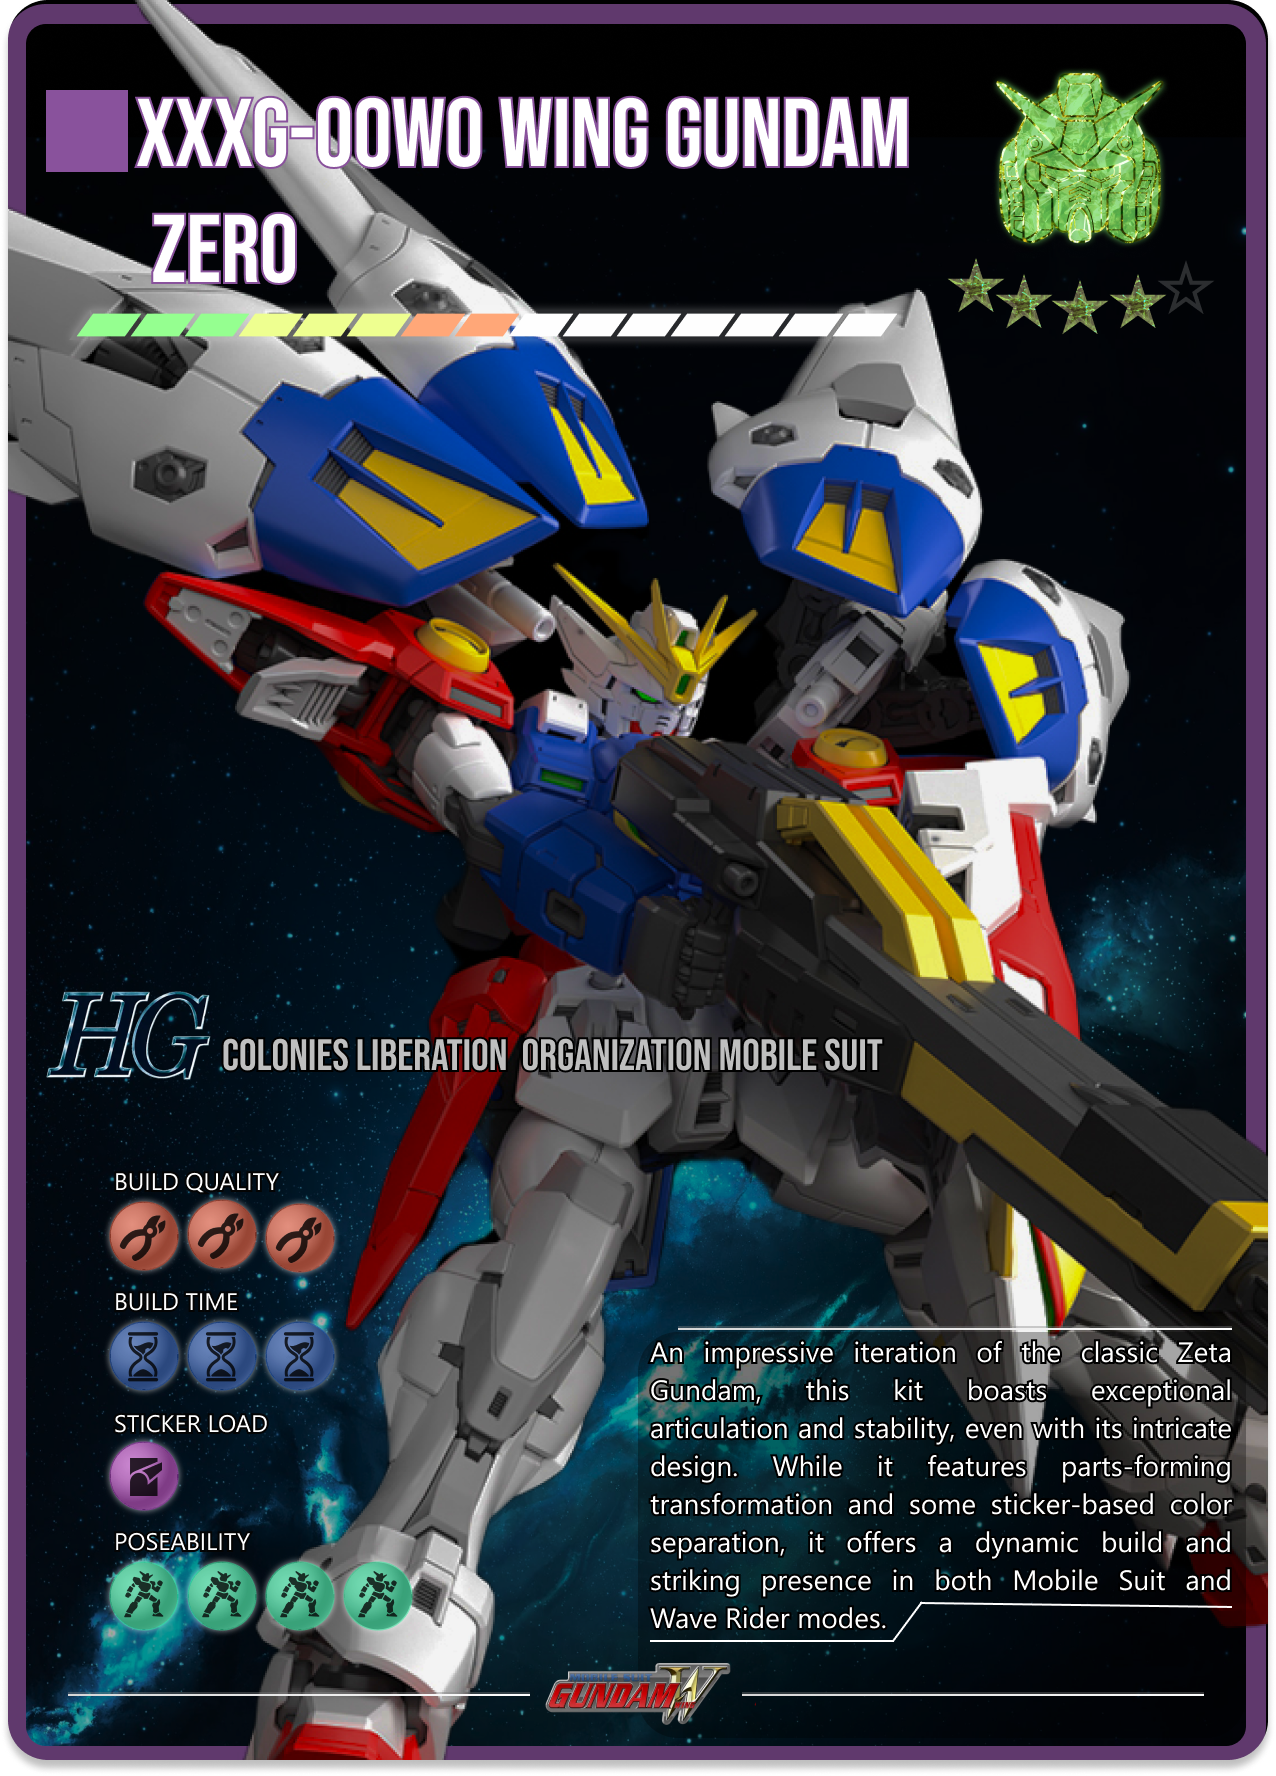 XXXG-00W0 WING GUNDAM
ZERO
HG COLONIES LIBERATION ORGANIZATION MOBILE SUIT
BUILD QUALITY
BUILD TIME
STICKER LOAD
POSEABILITY
An impressive iteration of the classic Zeta
Gundam, this kit boasts exceptional
articulation and stability, even with its intricate
design. While it features parts-forming
transformation and some sticker-based color
separation, it offers a dynamic build and
striking presence in both Mobile Suit and
Wave Rider modes.
GUNDAM W